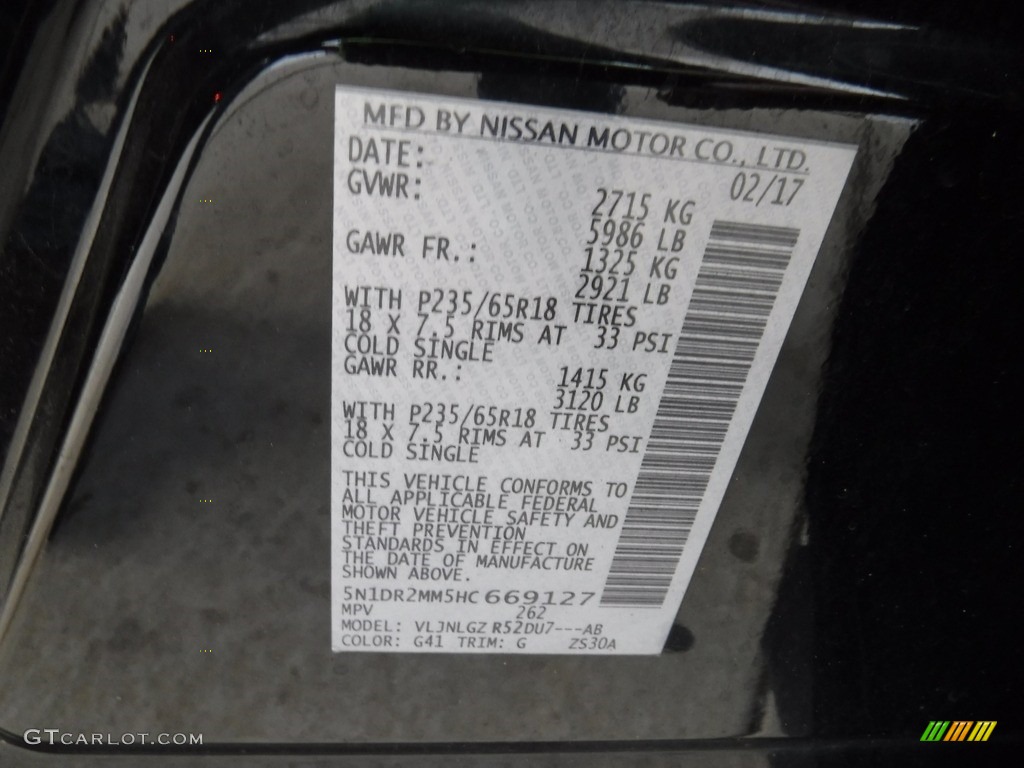 MFD BY NISSAN MOTOR CO., LTD.
DATE: 02/17
GVWR: 2715 KG
5986 LB
GAWR FR.: 1325 KG
2921 LB
WITH P235/65R18 TIRES
18 X 7.5 RIMS AT 33 PSI
COLD SINGLE
GAWR RR.: 1415 KG
3120 LB
WITH P235/65R18 TIRES
18 X 7.5 RIMS AT 33 PSI
COLD SINGLE
THIS VEHICLE CONFORMS TO
ALL APPLICABLE FEDERAL
MOTOR VEHICLE SAFETY AND
THEFT PREVENTION
STANDARDS IN EFFECT ON
THE DATE OF MANUFACTURE
SHOWN ABOVE.
5N1DR2MM5HC 669127
MPV 262
MODEL: VLJNLGZ R52DU7---AB
COLOR: G41 TRIM: G ZS30A
GTCARLOT.COM